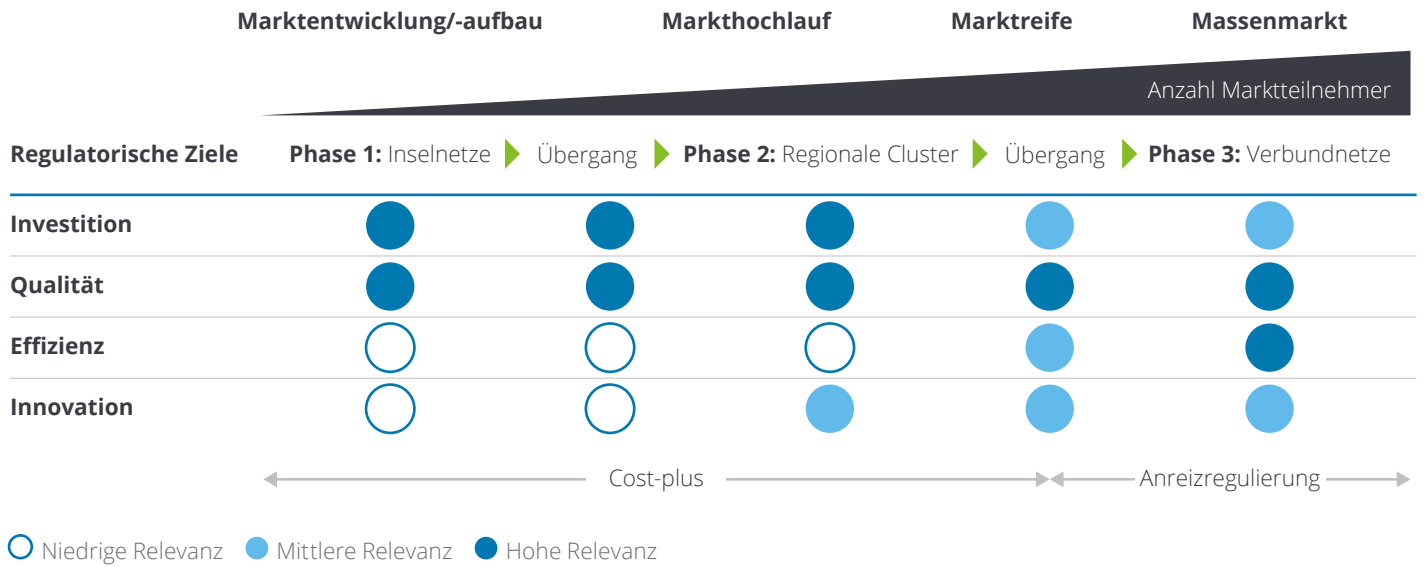 Marktentwicklung/-aufbau Markthochlauf Marktreife Massenmarkt
Anzahl Marktteilnehmer
Regulatorische Ziele Phase 1: Inselnetze Übergang Phase 2: Regionale Cluster Übergang Phase 3: Verbundnetze
Investition
Qualität
Effizienz
Innovation
Cost-plus Anreizregulierung
Niedrige Relevanz Mittlere Relevanz Hohe Relevanz